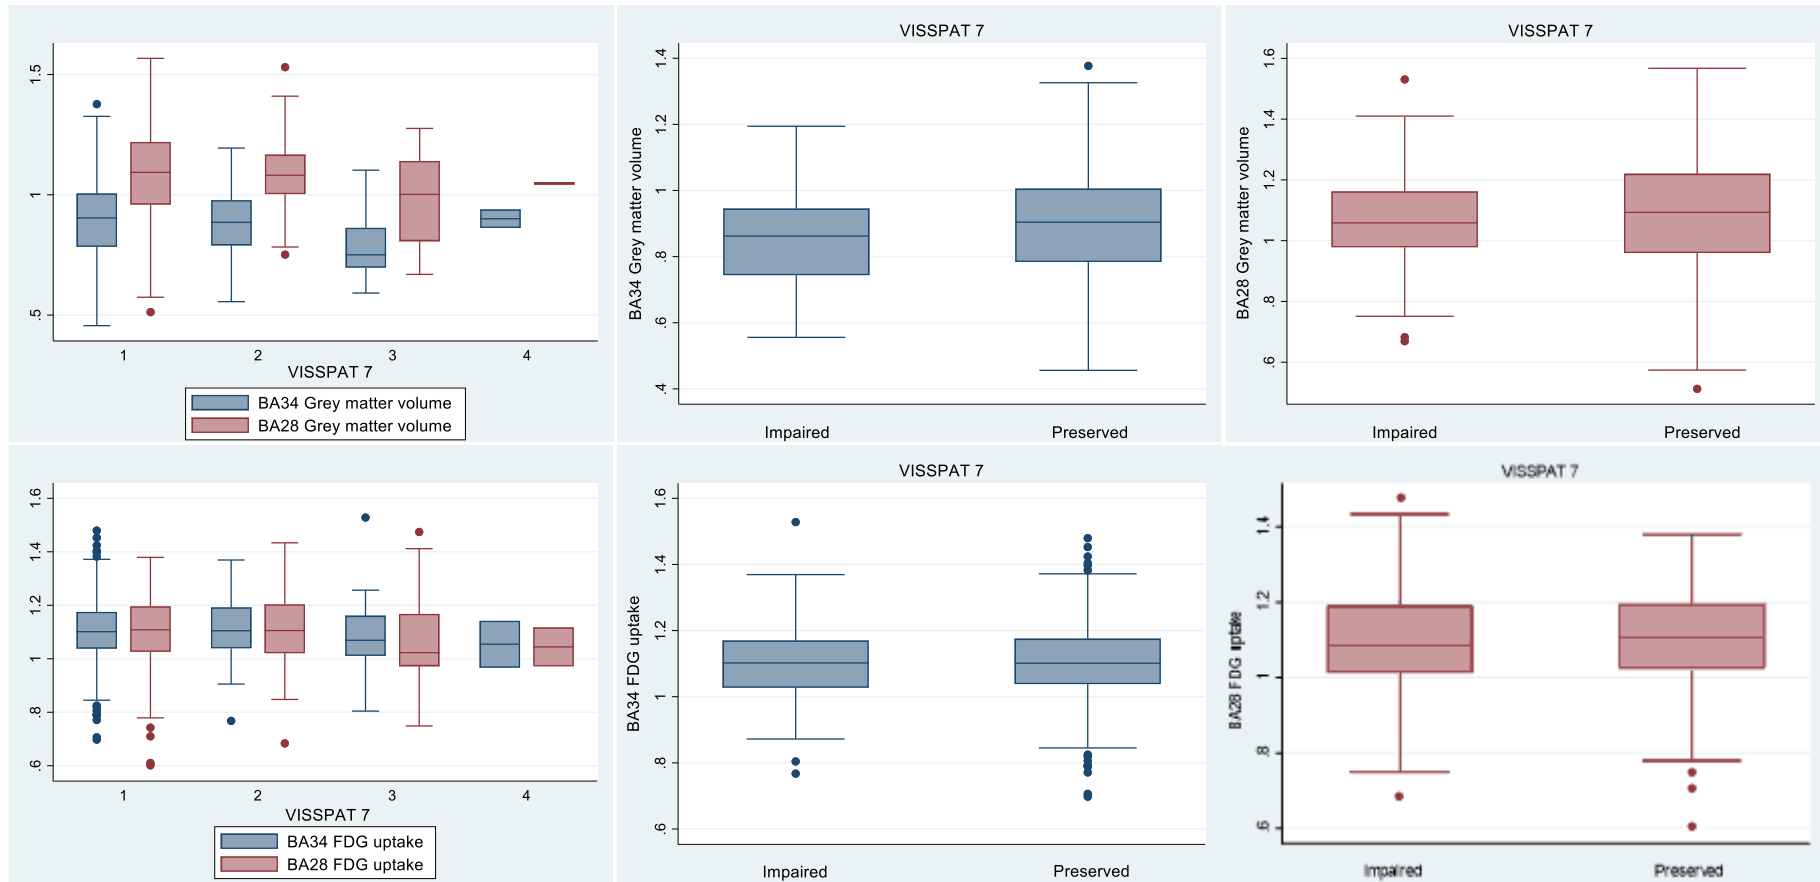 1.5
1
.5
1 2 3 4
VISSPAT 7
BA34 Grey matter volume
BA28 Grey matter volume
VISSPAT 7
BA34 Grey matter volume
1.4
1.2
1
.8
.6
.4
Impaired Preserved
VISSPAT 7
BA28 Grey matter volume
1.6
1.4
1.2
1
.8
.6
Impaired Preserved
1.6
1.4
1.2
1
.8
.6
1 2 3 4
VISSPAT 7
BA34 FDG uptake
BA28 FDG uptake
VISSPAT 7
BA34 FDG uptake
1.6
1.4
1.2
1
.8
.6
Impaired Preserved
VISSPAT 7
BA28 FDG uptake
1.4
1.2
1
.8
.6
Impaired Preserved